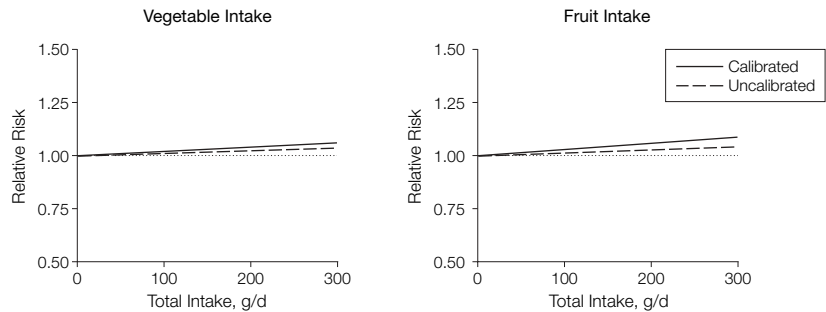 Vegetable Intake
1.50
1.25
1.00
0.75
0.50
Relative Risk
0
100
200
300
Total Intake, g/d
Fruit Intake
1.50
1.25
1.00
0.75
0.50
Relative Risk
0
100
200
300
Total Intake, g/d
Calibrated
Uncalibrated